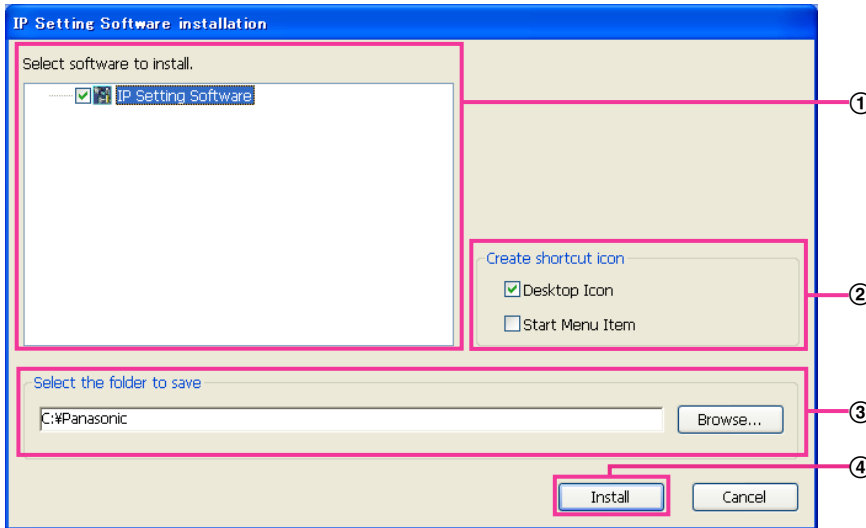 IP Setting Software installation
Select software to install.
IP Setting Software
①
Create shortcut icon
Desktop Icon
②
Start Menu Item
Select the folder to save
C:¥Panasonic
Browse...
③
④
Install
Cancel